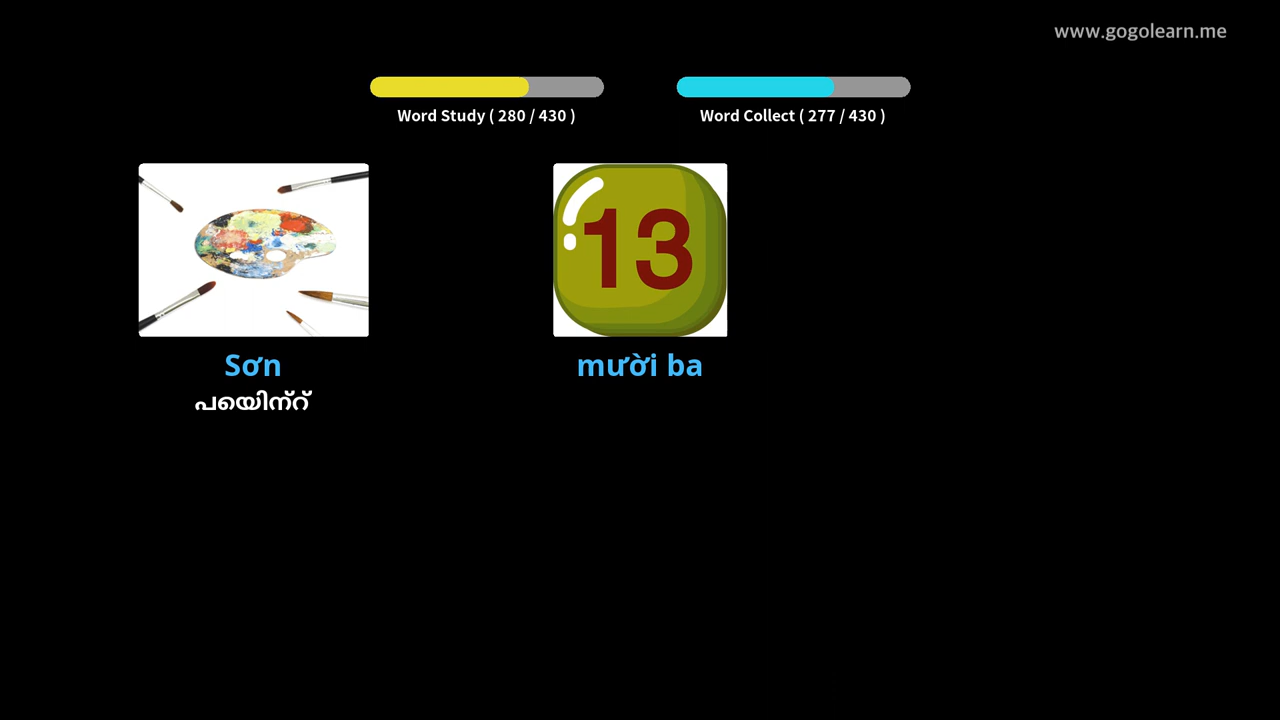 www.gogolearn.me
Word Study ( 280 / 430 )
Word Collect ( 277 / 430 )
13
Sơn
mười ba
പയെിന്റ്